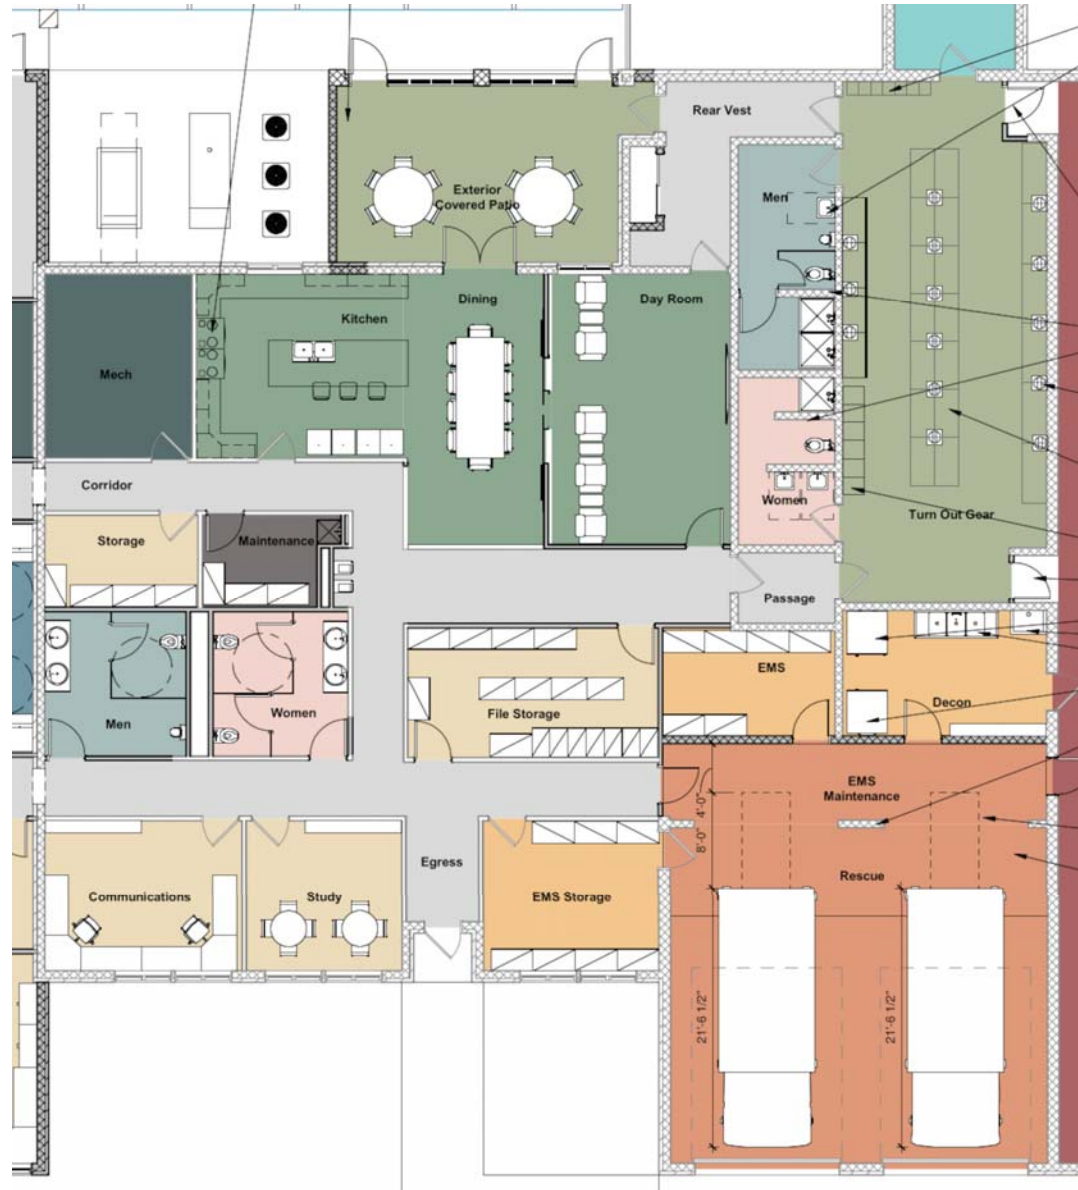 Rear Vest
Men
Exterior
Covered Patio
Dining
Day Room
Kitchen
Mech
Corridor
Women
Turn Out Gear
Storage
Maintenance
Passage
EMS
Decon
Men
Women
File Storage
EMS
Maintenance
4'-0"
8'-0"
Egress
Rescue
Communications
Study
EMS Storage
21'-6 1/2"
21'-6 1/2"